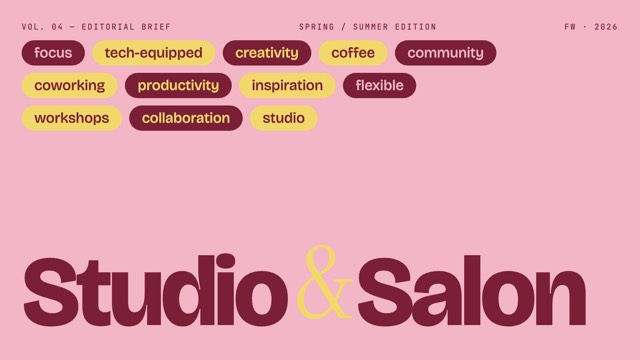 VOL. 04 — EDITORIAL BRIEF SPRING / SUMMER EDITION FW · 2026
focus tech-equipped creativity coffee community
coworking productivity inspiration flexible
workshops collaboration studio
Studio & Salon